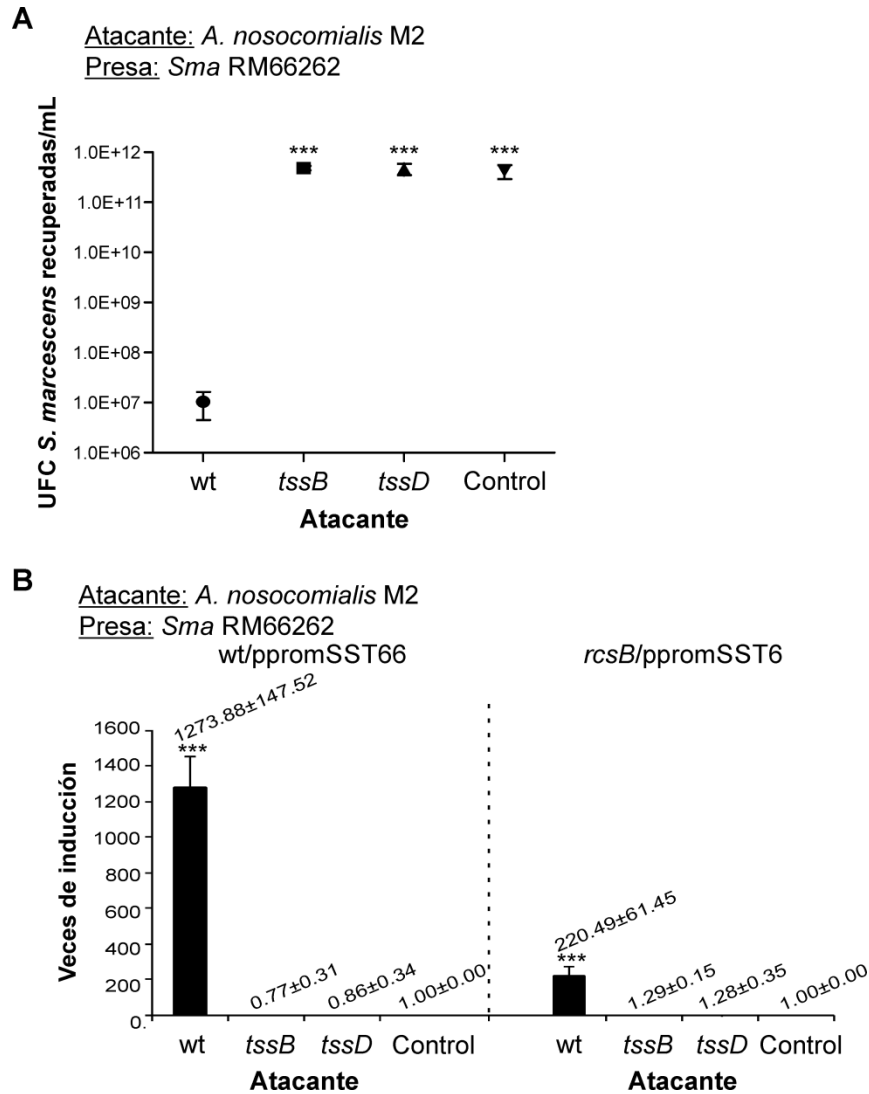 A
Atacante: A. nosocomialis M2
Presa: Sma RM66262
UFC S. marcescens recuperadas/mL
1.0E+12
1.0E+11
1.0E+10
1.0E+09
1.0E+08
1.0E+07
1.0E+06
*** *** ***
wt tssB tssD Control
Atacante
B
Atacante: A. nosocomialis M2
Presa: Sma RM66262
wt/ppromSST66 rcsB/ppromSST6
Veces de inducción
1600
1400
1200
1000
800
600
400
200
0.
1273.88±147.52
***
0.77±0.31
0.86±0.34
1.00±0.00
220.49±61.45
***
1.29±0.15
1.28±0.35
1.00±0.00
wt tssB tssD Control wt tssB tssD Control
Atacante Atacante